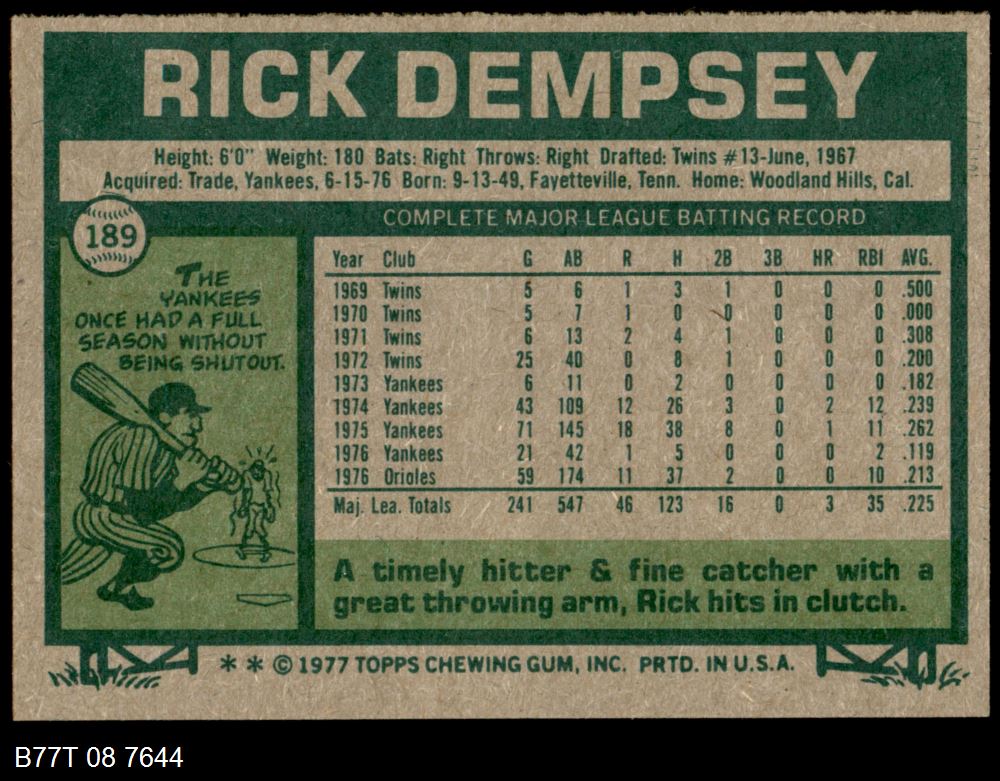 RICK DEMPSEY
Height: 6'0" Weight: 180 Bats: Right Throws: Right Drafted: Twins #13-June, 1967
Acquired: Trade, Yankees, 6-15-76 Born: 9-13-49, Fayetteville, Tenn. Home: Woodland Hills, Cal.
189
THE
YANKEES
ONCE HAD A FULL
SEASON WITHOUT
BEING SHUTOUT.
COMPLETE MAJOR LEAGUE BATTING RECORD
Year Club G AB R H 2B 3B HR RBI AVG.
1969 Twins 5 6 1 3 1 0 0 0 .500
1970 Twins 5 7 1 0 0 0 0 0 .000
1971 Twins 6 13 2 4 1 0 0 0 .308
1972 Twins 25 40 0 8 1 0 0 0 .200
1973 Yankees 6 11 0 2 0 0 0 0 .182
1974 Yankees 43 109 12 26 3 0 2 12 .239
1975 Yankees 71 145 18 38 8 0 1 11 .262
1976 Yankees 21 42 1 5 0 0 0 2 .119
1976 Orioles 59 174 11 37 2 0 0 10 .213
Maj. Lea. Totals 241 547 46 123 16 0 3 35 .225
A timely hitter & fine catcher with a
great throwing arm, Rick hits in clutch.
* * © 1977 TOPPS CHEWING GUM, INC. PRTD. IN U.S.A.
B77T 08 7644